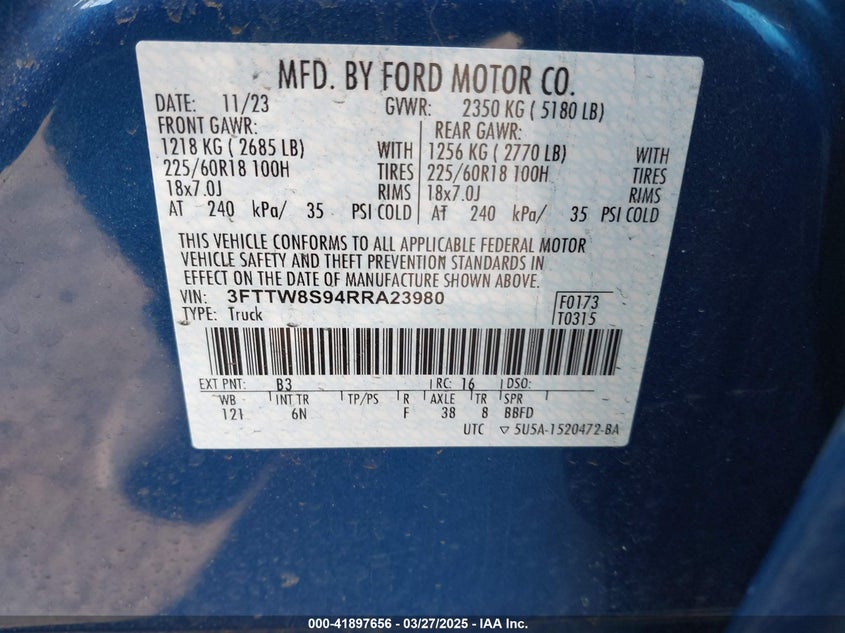 MFD. BY FORD MOTOR CO.
DATE: 11/23 GVWR: 2350 KG ( 5180 LB)
FRONT GAWR: REAR GAWR:
1218 KG ( 2685 LB) WITH 1256 KG ( 2770 LB) WITH
225/60R18 100H TIRES 225/60R18 100H TIRES
18x7.0J RIMS 18x7.0J RIMS
AT 240 kPa/ 35 PSI COLD AT 240 kPa/ 35 PSI COLD
THIS VEHICLE CONFORMS TO ALL APPLICABLE FEDERAL MOTOR
VEHICLE SAFETY AND THEFT PREVENTION STANDARDS IN
EFFECT ON THE DATE OF MANUFACTURE SHOWN ABOVE.
VIN: 3FTTW8S94RRA23980 F0173
TYPE: Truck T0315
EXT PNT: B3 RC: 16 DSO:
WB INT TR TP/PS R AXLE TR SPR
121 6N F 38 8 BBFD
UTC ▽ 5U5A-1520472-BA
000-41897656 / 03/27/2025 - IAA Inc.